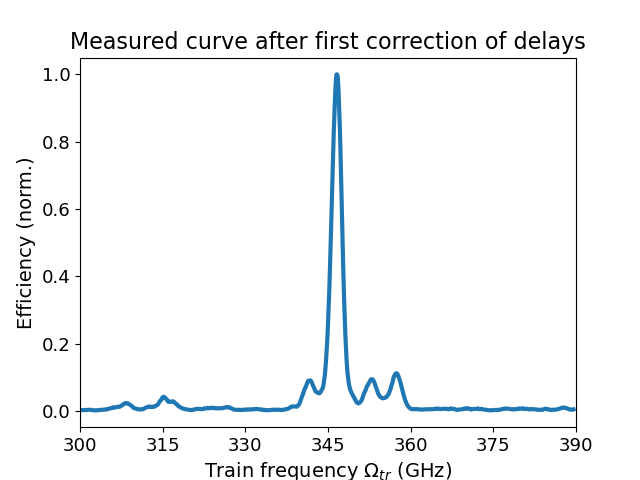 Measured curve after first correction of delays
1.0
0.8
0.6
0.4
0.2
0.0
Efficiency (norm.)
300 315 330 345 360 375 390
Train frequency Ωtr (GHz)